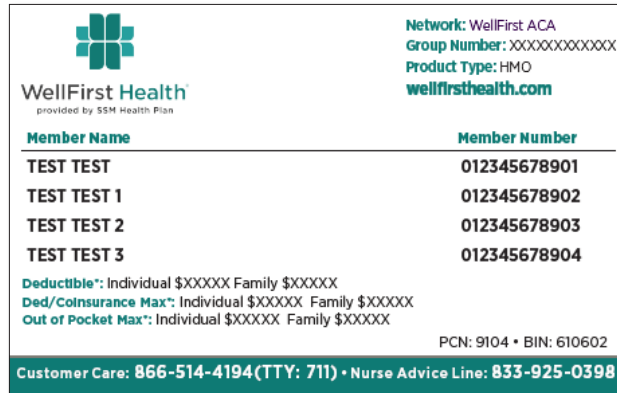 Network: WellFirst ACA
Group Number: XXXXXXXXXXXX
Product Type: HMO
wellfirsthealth.com
WellFirst Health
provided by SSM Health Plan
Member Name Member Number
TEST TEST 012345678901
TEST TEST 1 012345678902
TEST TEST 2 012345678903
TEST TEST 3 012345678904
Deductible*: Individual $XXXXX Family $XXXXX
Ded/Coinsurance Max*: Individual $XXXXX Family $XXXXX
Out of Pocket Max*: Individual $XXXXX Family $XXXXX
PCN: 9104 • BIN: 610602
Customer Care: 866-514-4194(TTY: 711) • Nurse Advice Line: 833-925-0398